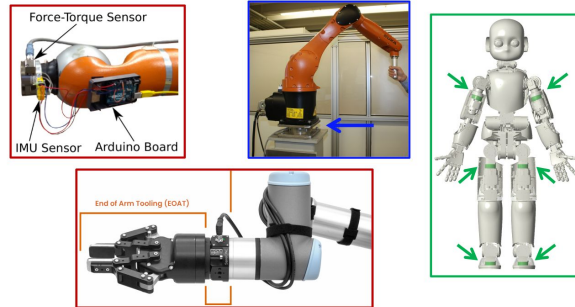 Force-Torque Sensor
IMU Sensor
Arduino Board
End of Arm Tooling (EOAT)